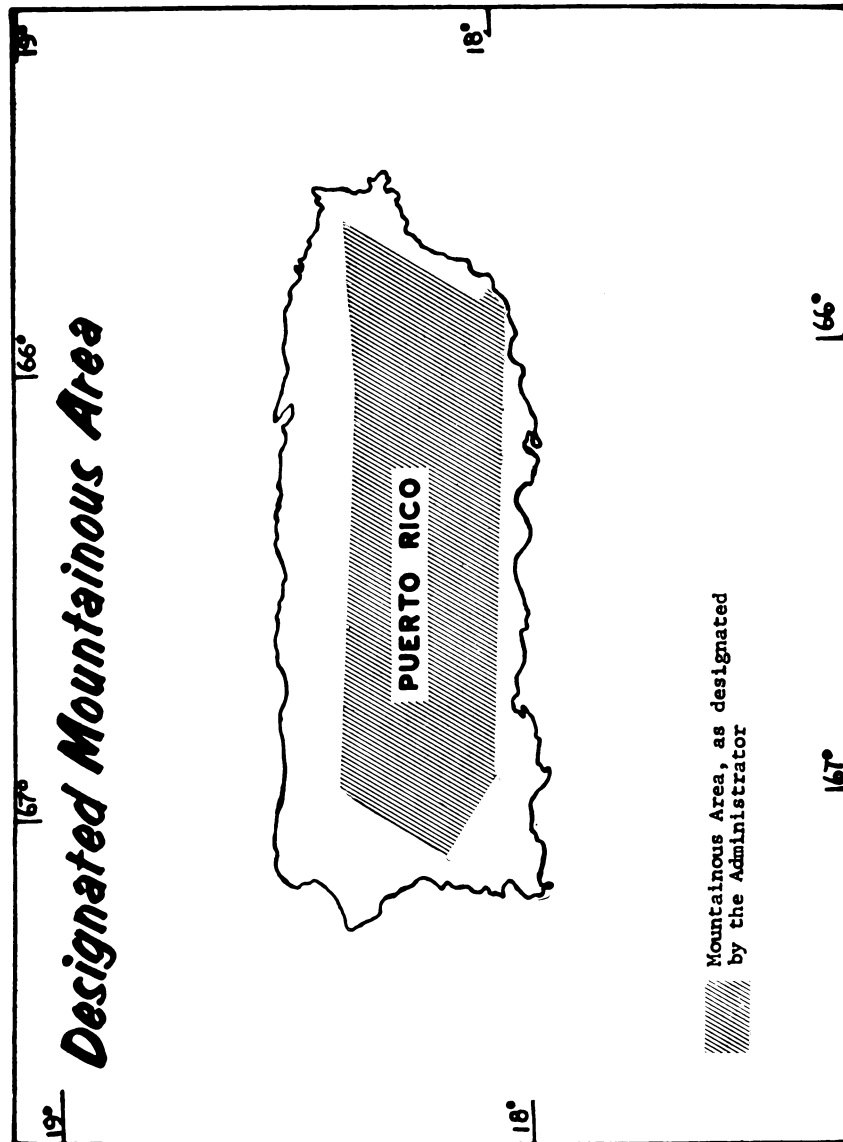 67° 66° 19°
19°
Designated Mountainous Area
PUERTO RICO
18° 18°
Mountainous Area, as designated
by the Administrator
67° 66°